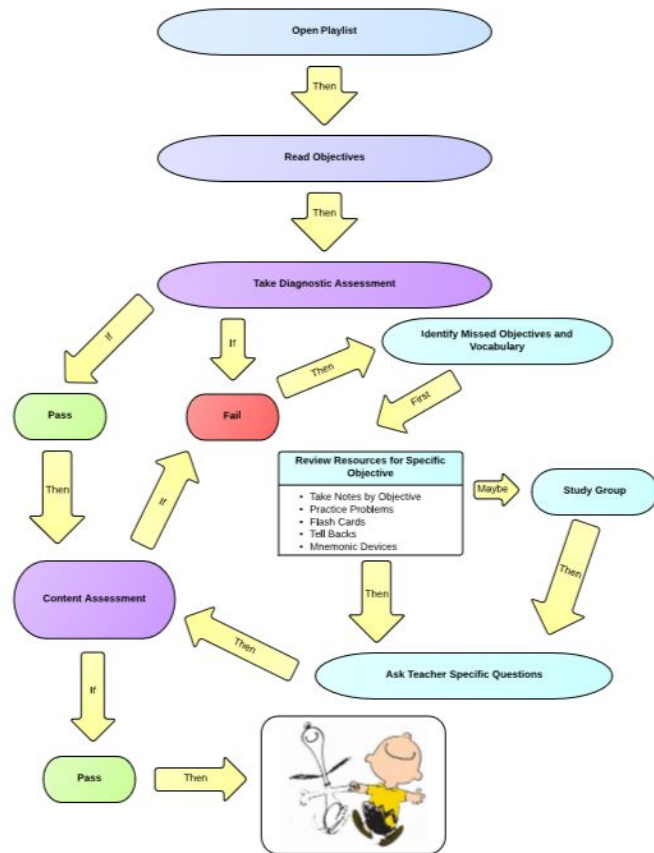 Open Playlist
Then
Read Objectives
Then
Take Diagnostic Assessment
If
If
Then
Identify Missed Objectives and
Vocabulary
First
Pass
Fail
Then
If
Review Resources for Specific
Objective
• Take Notes by Objective
• Practice Problems
• Flash Cards
• Tell Backs
• Mnemonic Devices
Maybe
Study Group
Then
Then
Content Assessment
Then
Ask Teacher Specific Questions
If
Pass
Then